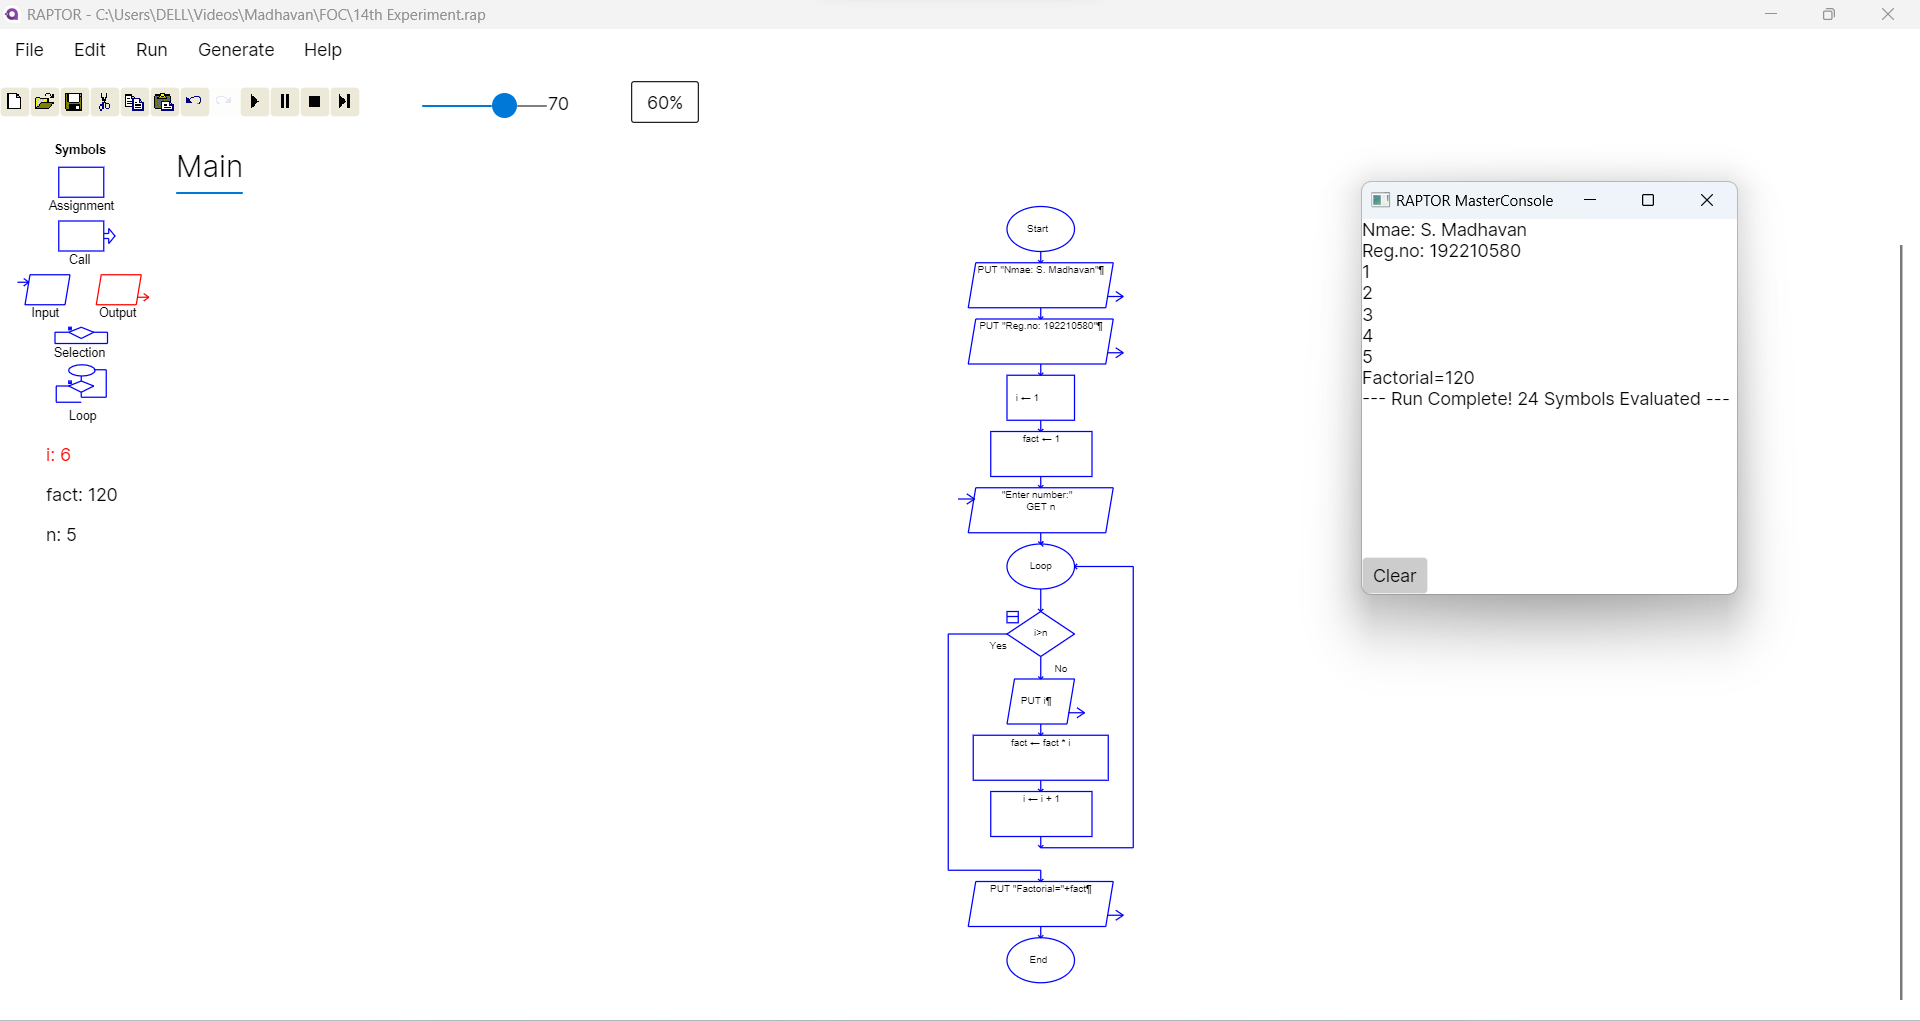 RAPTOR - C:\Users\DELL\Videos\Madhavan\FOC\14th Experiment.rap
File Edit Run Generate Help
70
60%
Symbols
Assignment
Call
Input Output
Selection
Loop
i: 6
fact: 120
n: 5
Main
Start
PUT "Nmae: S. Madhavan"¶
PUT "Reg.no: 192210580"¶
i ← 1
fact ← 1
"Enter number:"
GET n
Loop
i>n
Yes
No
PUT i¶
fact ← fact * i
i ← i + 1
PUT "Factorial="+fact¶
End
RAPTOR MasterConsole
Nmae: S. Madhavan
Reg.no: 192210580
1
2
3
4
5
Factorial=120
--- Run Complete! 24 Symbols Evaluated ---
Clear